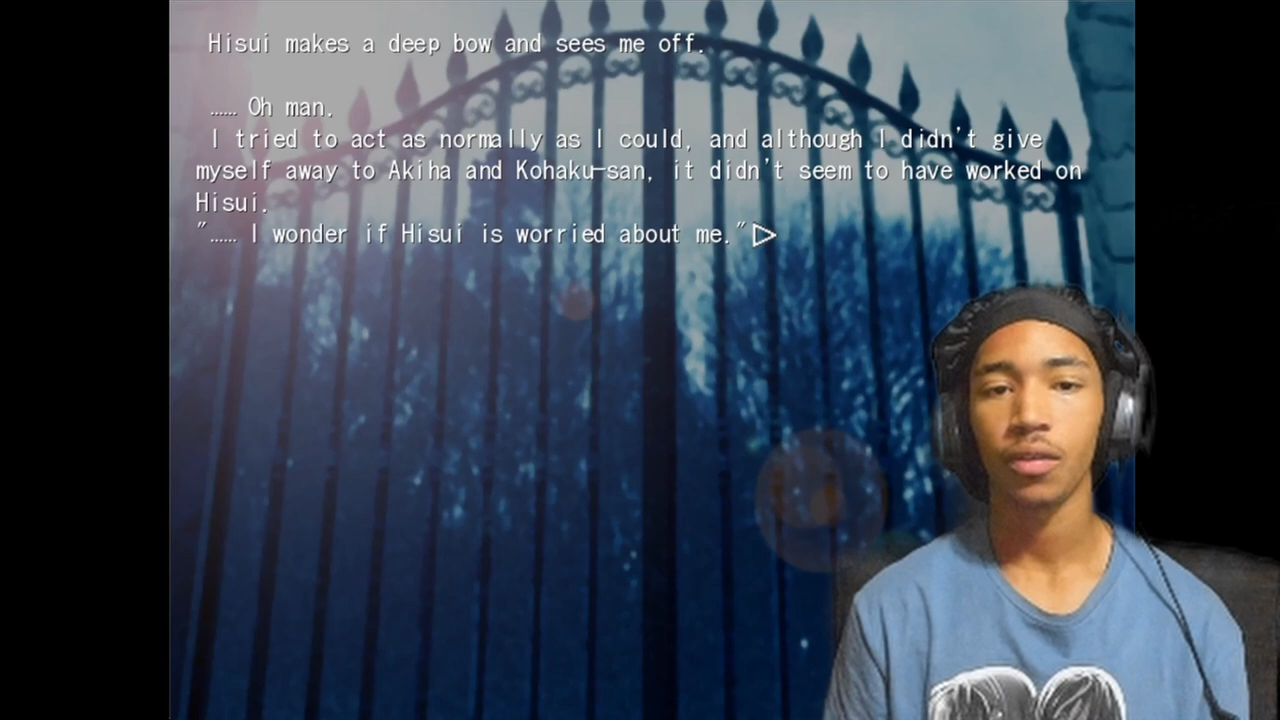 Hisui makes a deep bow and sees me off.
…… Oh man.
I tried to act as normally as I could, and although I didn't give
myself away to Akiha and Kohaku-san, it didn't seem to have worked on
Hisui.
"…… I wonder if Hisui is worried about me."